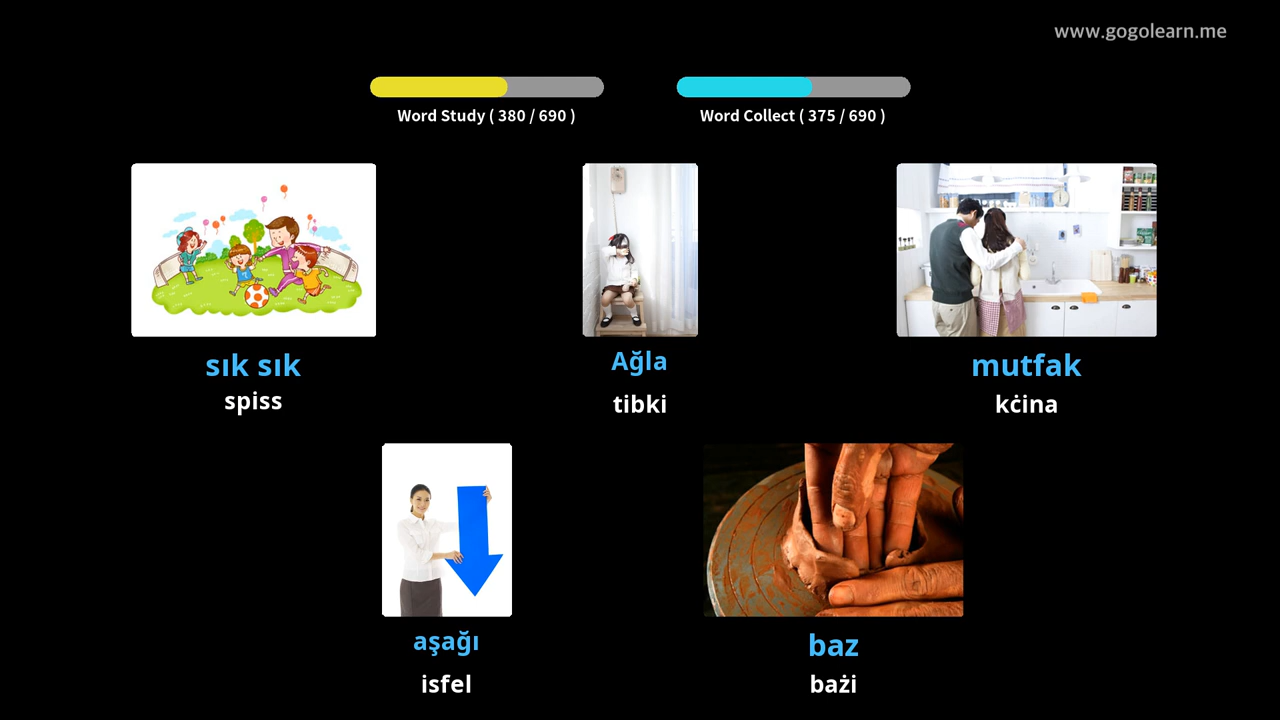 www.gogolearn.me
Word Study ( 380 / 690 )
Word Collect ( 375 / 690 )
sık sık
spiss
Ağla
tibki
mutfak
kċina
aşağı
isfel
baz
bażi